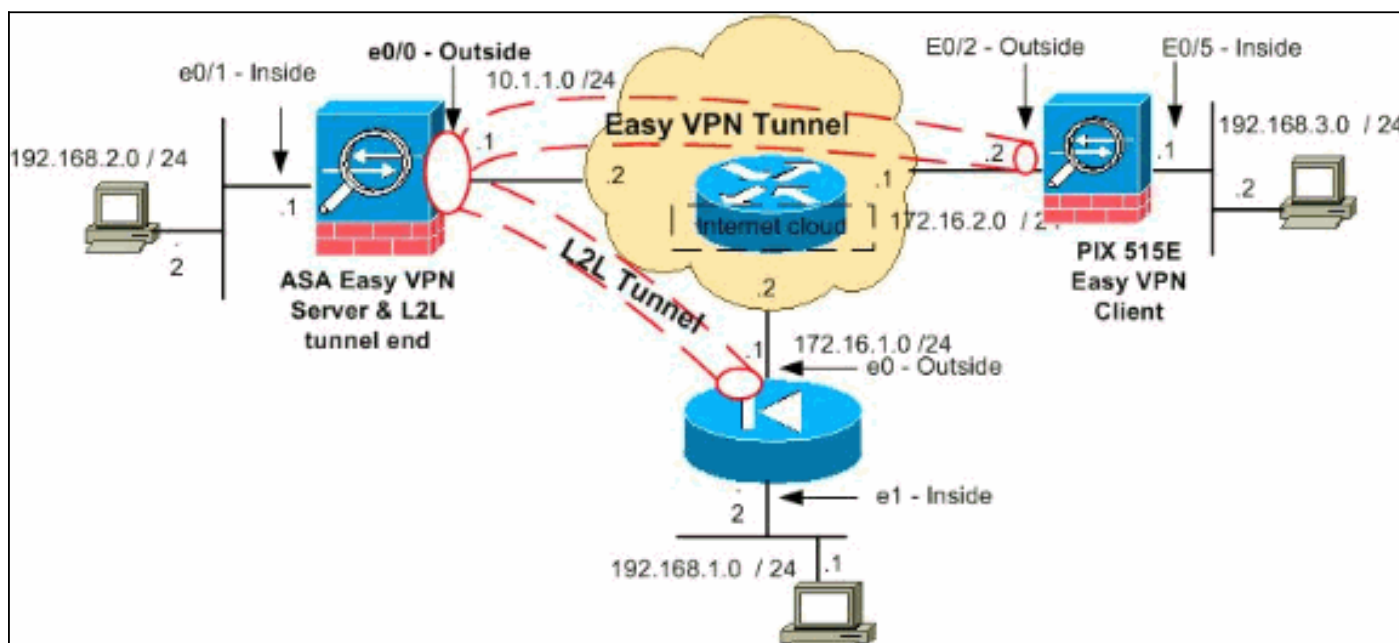 e0/0 - Outside
e0/1 - Inside
10.1.1.0 /24
E0/2 - Outside
E0/5 - Inside
Easy VPN Tunnel
192.168.2.0 / 24
192.168.3.0 / 24
.1
.2
.1
.2
.1
.1
.2
.2
Internet cloud
172.16.2.0 / 24
ASA Easy VPN
Server & L2L
tunnel end
PIX 515E
Easy VPN
Client
L2L Tunnel
.2
.1
172.16.1.0 /24
e0 - Outside
e1 - Inside
2
192.168.1.0 / 24
.1